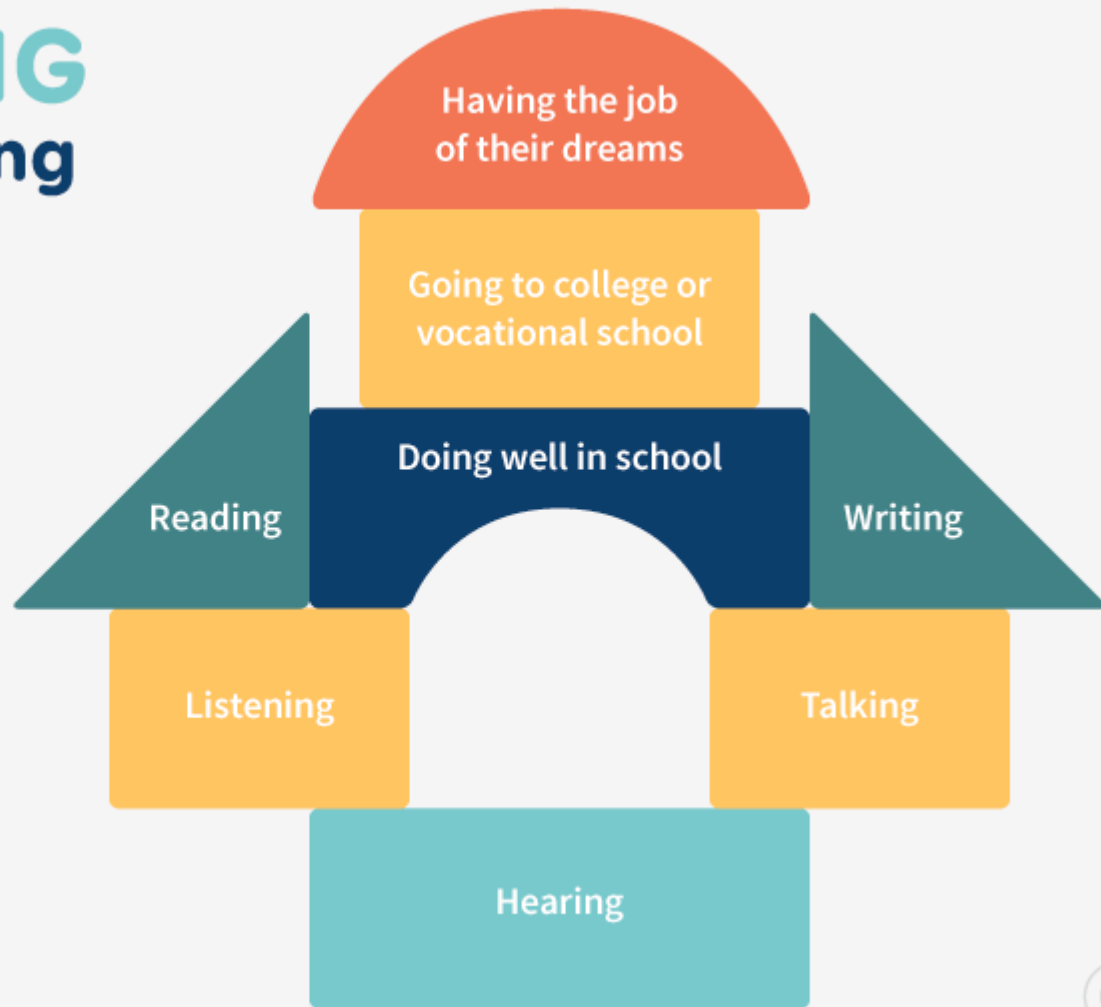 Having the job
of their dreams
Going to college or
vocational school
Doing well in school
Reading
Writing
Listening
Talking
Hearing